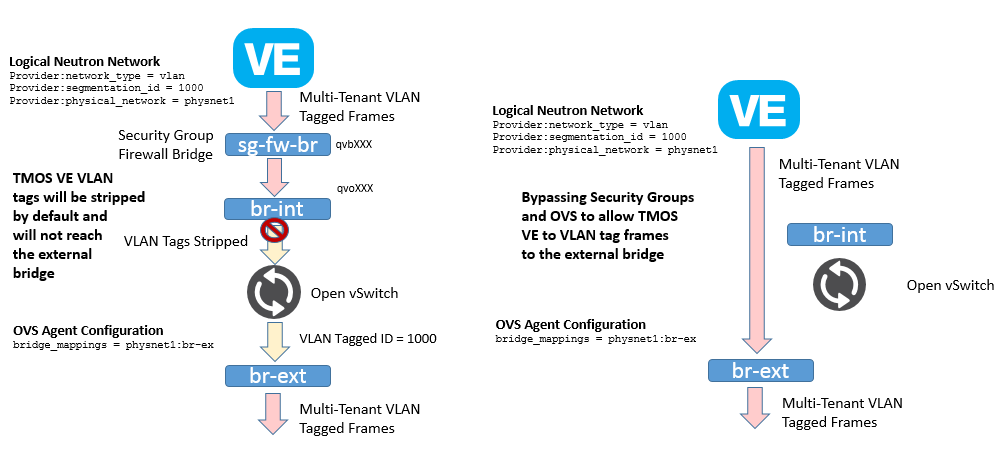 VE
Logical Neutron Network
Provider:network_type = vlan
Provider:segmentation_id = 1000
Provider:physical_network = physnet1
Multi-Tenant VLAN
Tagged Frames
Security Group
Firewall Bridge
sg-fw-br
qvbXXX
TMOS VE VLAN
tags will be stripped
by default and
will not reach
the external
bridge
qvoXXX
br-int
VLAN Tags Stripped
Open vSwitch
OVS Agent Configuration
bridge_mappings = physnet1:br-ex
VLAN Tagged ID = 1000
br-ext
Multi-Tenant VLAN
Tagged Frames
VE
Logical Neutron Network
Provider:network_type = vlan
Provider:segmentation_id = 1000
Provider:physical_network = physnet1
Multi-Tenant VLAN
Tagged Frames
Bypassing Security Groups
and OVS to allow TMOS
VE to VLAN tag frames
to the external bridge
br-int
Open vSwitch
OVS Agent Configuration
bridge_mappings = physnet1:br-ex
br-ext
Multi-Tenant VLAN
Tagged Frames